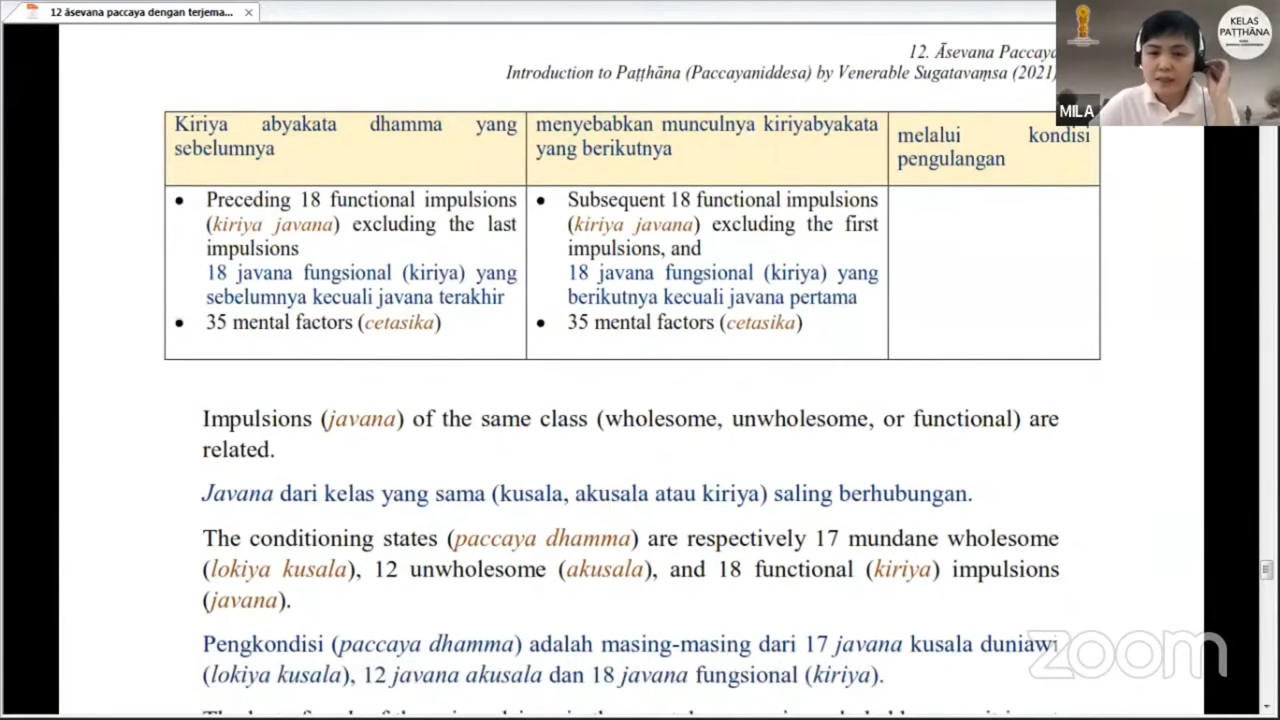 12 āsevana paccaya dengan terjema...
12. Āsevana Paccaya
Introduction to Paṭṭhāna (Paccayaniddesa) by Venerable Sugatavaṃsa (2021)
KELAS
PAṬṬHĀNA
MILA
Kiriya abyakata dhamma yang
sebelumnya
menyebabkan munculnya kiriyabyakata
yang berikutnya
melalui kondisi
pengulangan
• Preceding 18 functional impulsions
(kiriya javana) excluding the last
impulsions
18 javana fungsional (kiriya) yang
sebelumnya kecuali javana terakhir
• 35 mental factors (cetasika)
• Subsequent 18 functional impulsions
(kiriya javana) excluding the first
impulsions, and
18 javana fungsional (kiriya) yang
berikutnya kecuali javana pertama
• 35 mental factors (cetasika)
Impulsions (javana) of the same class (wholesome, unwholesome, or functional) are
related.
Javana dari kelas yang sama (kusala, akusala atau kiriya) saling berhubungan.
The conditioning states (paccaya dhamma) are respectively 17 mundane wholesome
(lokiya kusala), 12 unwholesome (akusala), and 18 functional (kiriya) impulsions
(javana).
Pengkondisi (paccaya dhamma) adalah masing-masing dari 17 javana kusala duniawi
(lokiya kusala), 12 javana akusala dan 18 javana fungsional (kiriya).
zoom